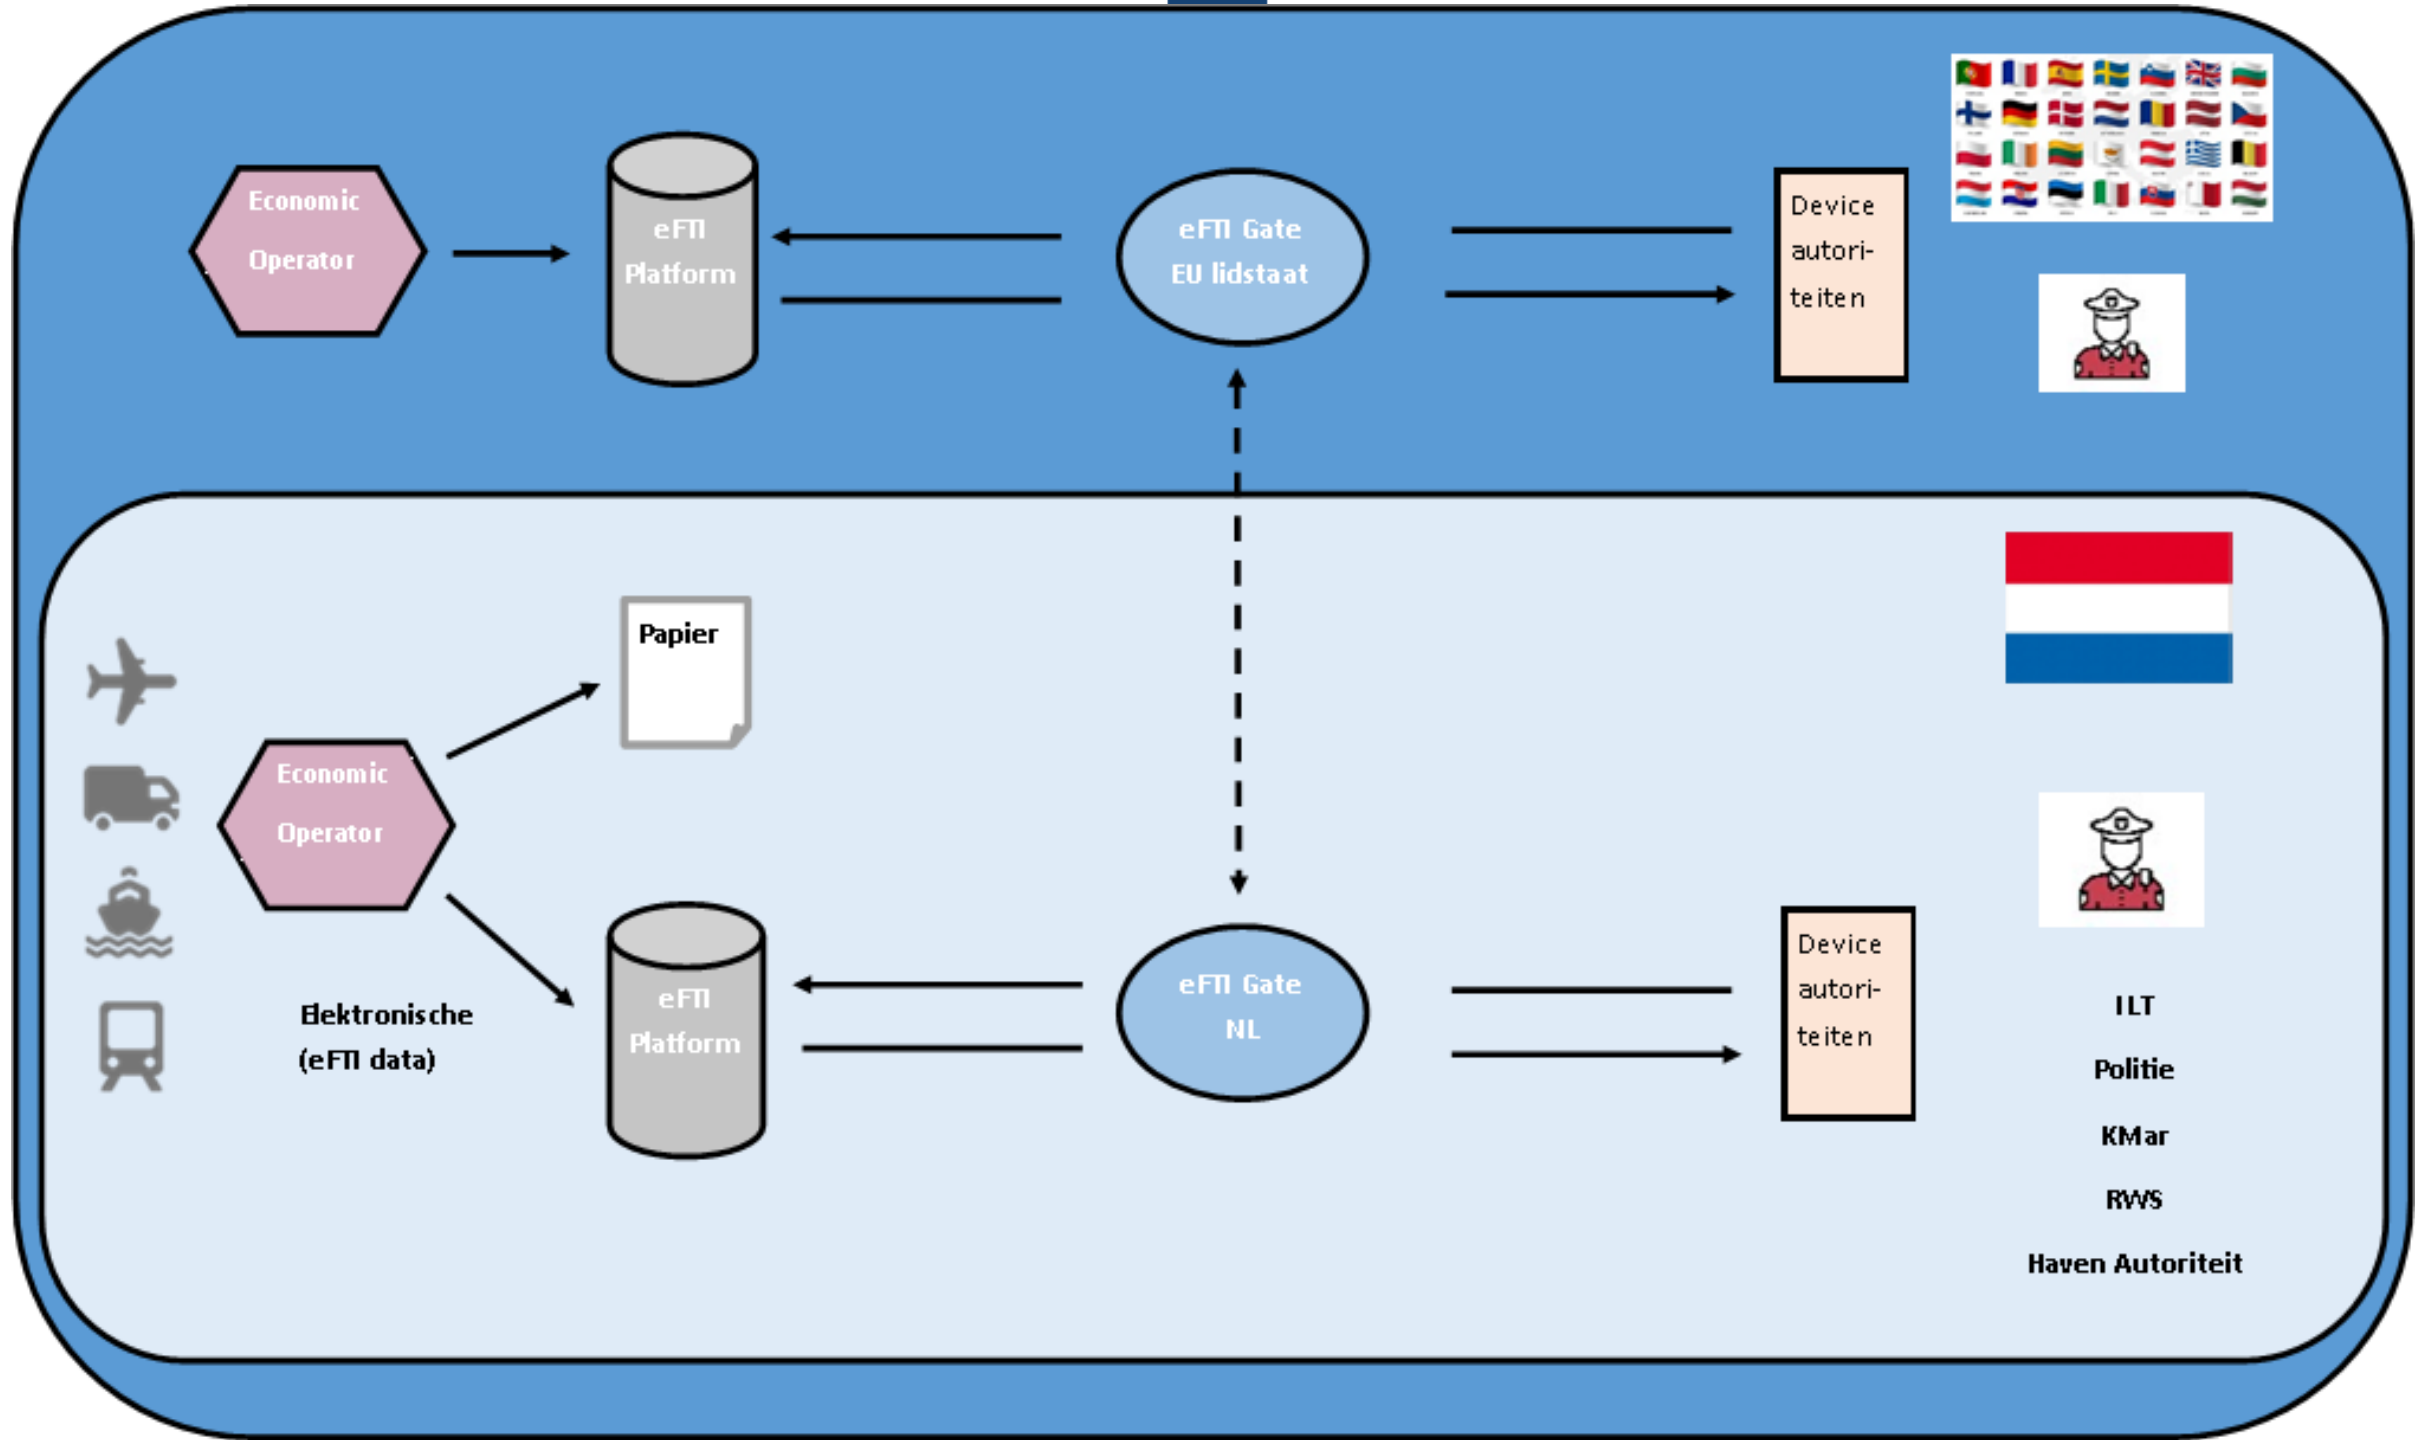 Economic
Operator
eFTI
Platform
eFTI Gate
EU lidstaat
Device
autori-
teiten
Papier
Economic
Operator
Elektronische
(eFTI data)
eFTI
Platform
eFTI Gate
NL
Device
autori-
teiten
ILT
Politie
KMar
RWS
Haven Autoriteit